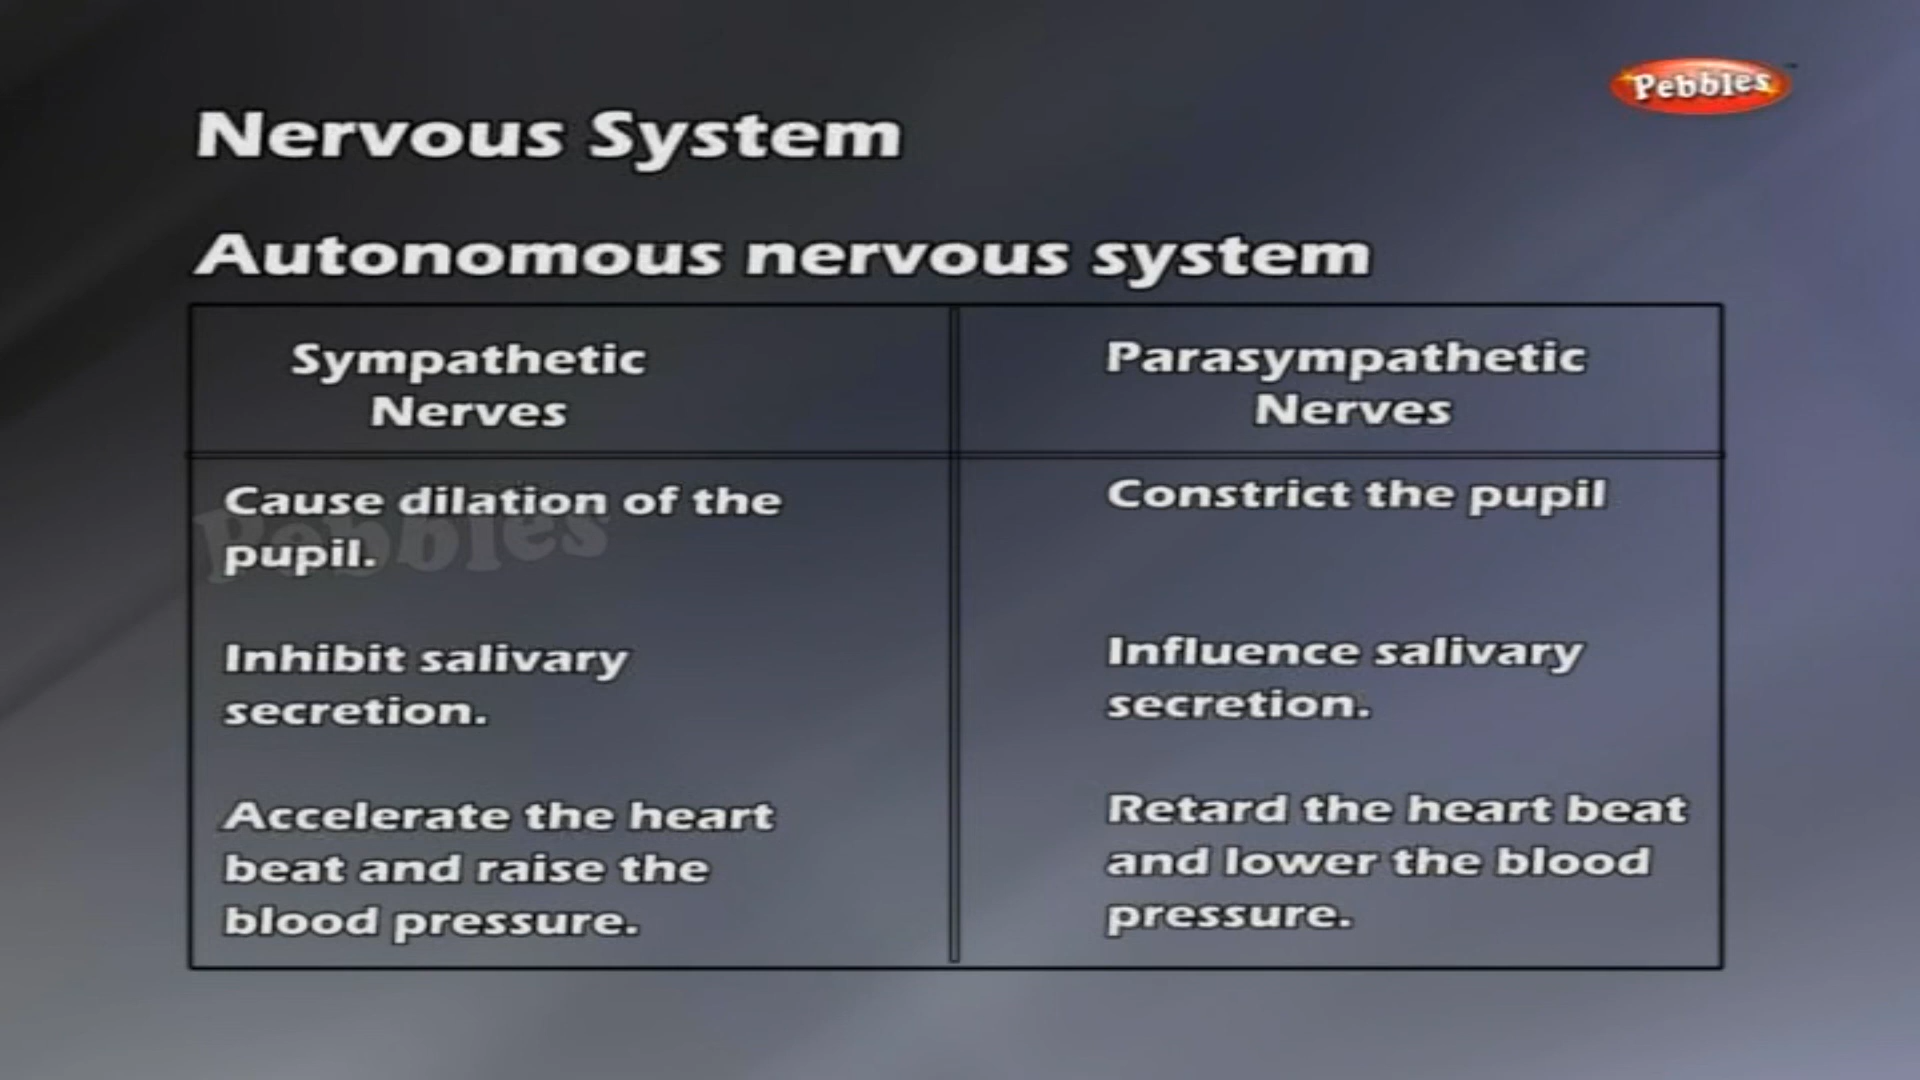 Pebbles
Nervous System
Autonomous nervous system
Sympathetic
Nerves
Parasympathetic
Nerves
Cause dilation of the
pupil.
Constrict the pupil
Pebbles
Inhibit salivary
secretion.
Influence salivary
secretion.
Accelerate the heart
beat and raise the
blood pressure.
Retard the heart beat
and lower the blood
pressure.